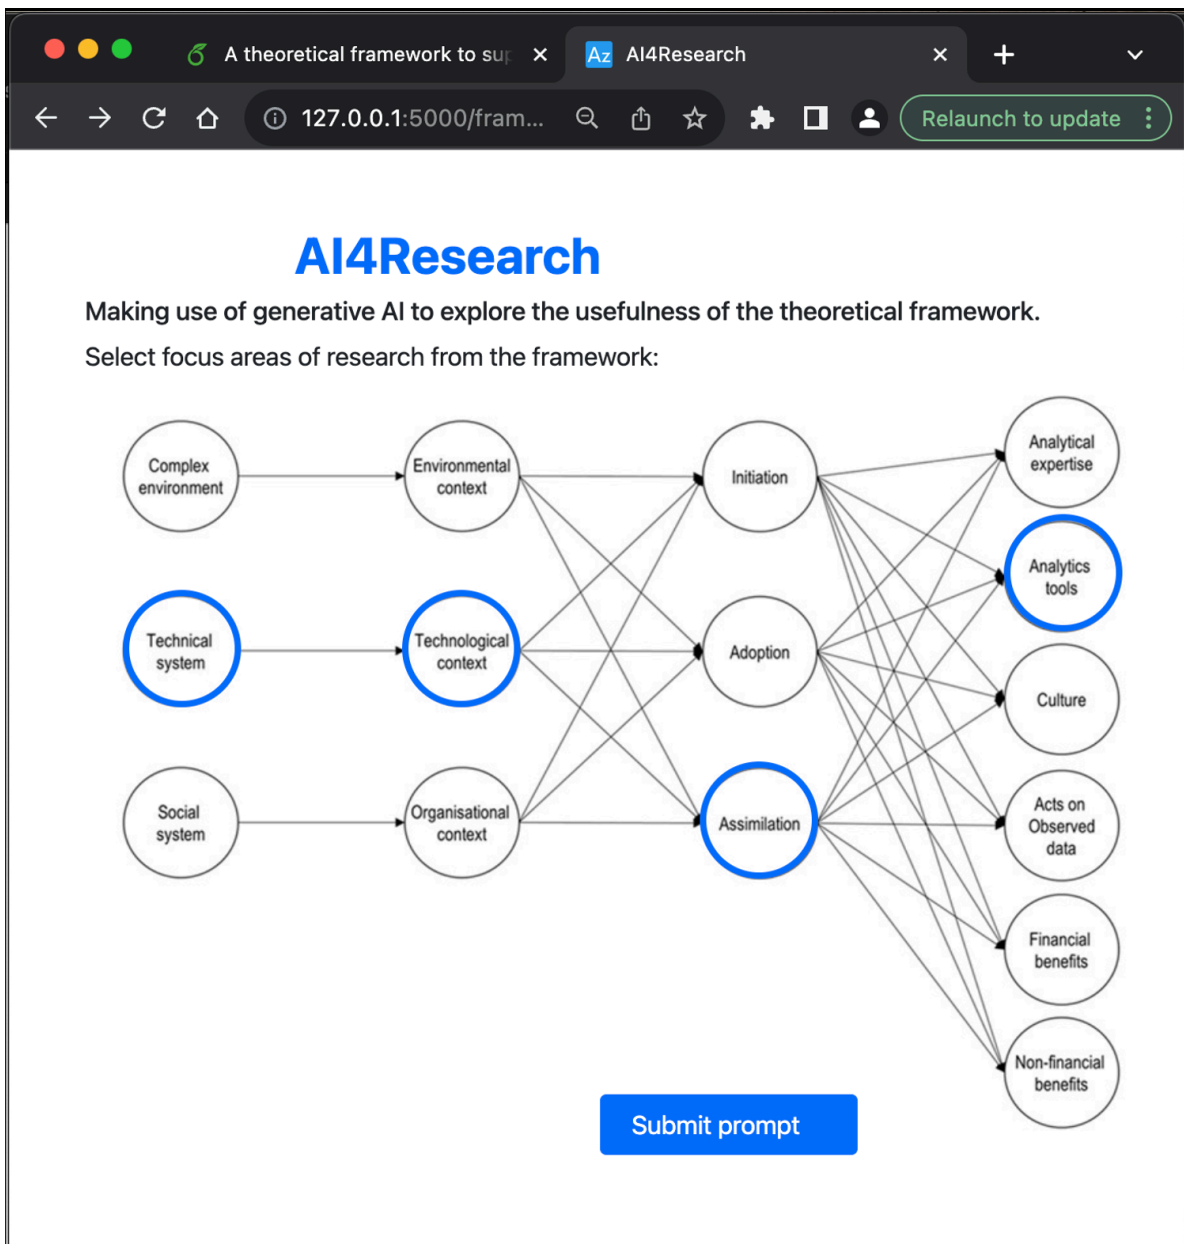 A theoretical framework to sup
Az AI4Research
127.0.0.1:5000/fram...
Relaunch to update
AI4Research
Making use of generative AI to explore the usefulness of the theoretical framework.
Select focus areas of research from the framework:
Complex
environment
Environmental
context
Initiation
Analytical
expertise
Analytics
tools
Technical
system
Technological
context
Adoption
Culture
Social
system
Organisational
context
Assimilation
Acts on
Observed
data
Financial
benefits
Non-financial
benefits
Submit prompt